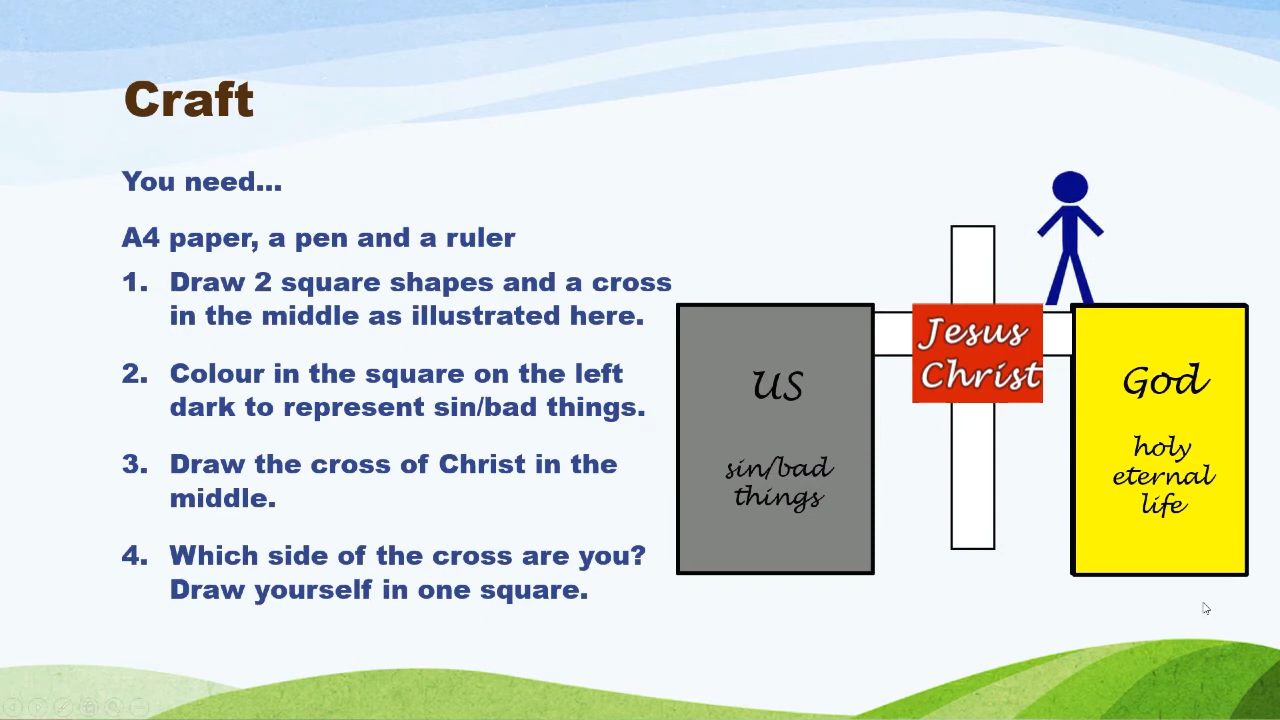 Craft
You need...
A4 paper, a pen and a ruler
1. Draw 2 square shapes and a cross
in the middle as illustrated here.
2. Colour in the square on the left
dark to represent sin/bad things.
3. Draw the cross of Christ in the
middle.
4. Which side of the cross are you?
Draw yourself in one square.
US
sin/bad
things
Jesus
Christ
God
holy
eternal
life